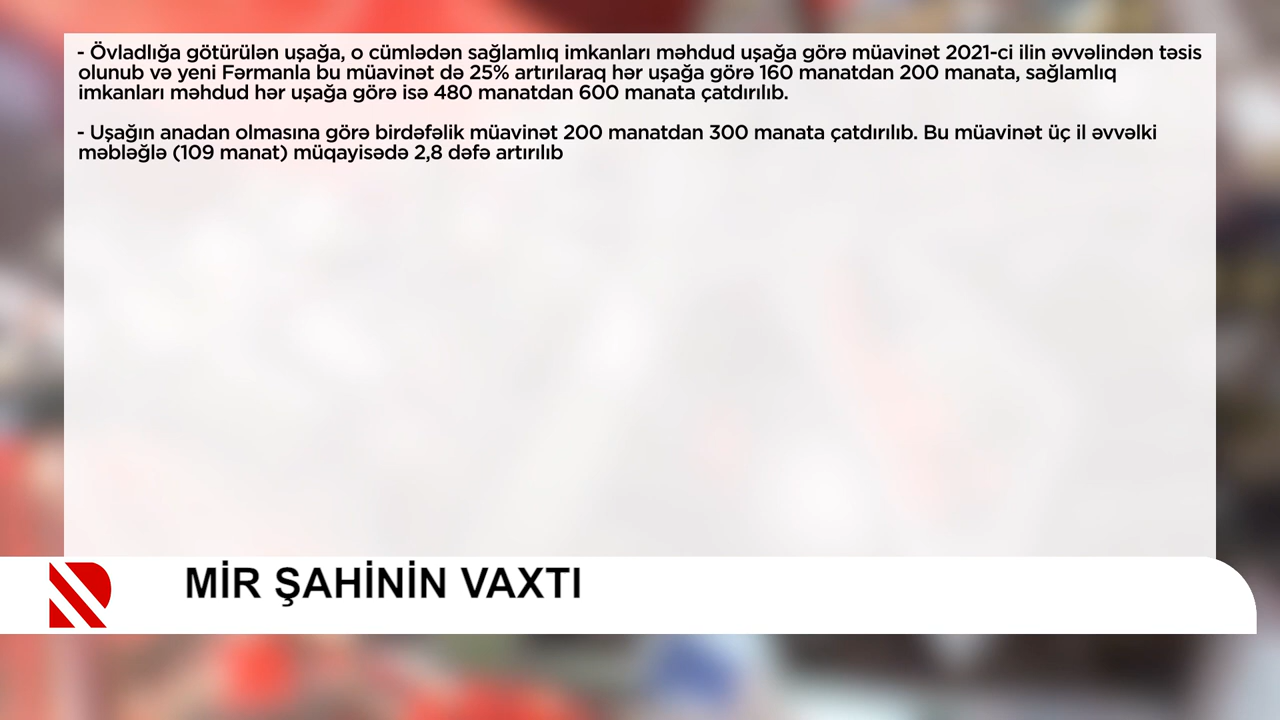 - Övladlığa götürülən uşağa, o cümlədən sağlamlıq imkanları məhdud uşağa görə müavinət 2021-ci ilin əvvəlindən təsis
olunub və yeni Fərmanla bu müavinət də 25% artırılaraq hər uşağa görə 160 manatdan 200 manata, sağlamlıq
imkanları məhdud hər uşağa görə isə 480 manatdan 600 manata çatdırılıb.
- Uşağın anadan olmasına görə birdəfəlik müavinət 200 manatdan 300 manata çatdırılıb. Bu müavinət üç il əvvəlki
məbləğlə (109 manat) müqayisədə 2,8 dəfə artırılıb
MİR ŞAHİNİN VAXTI